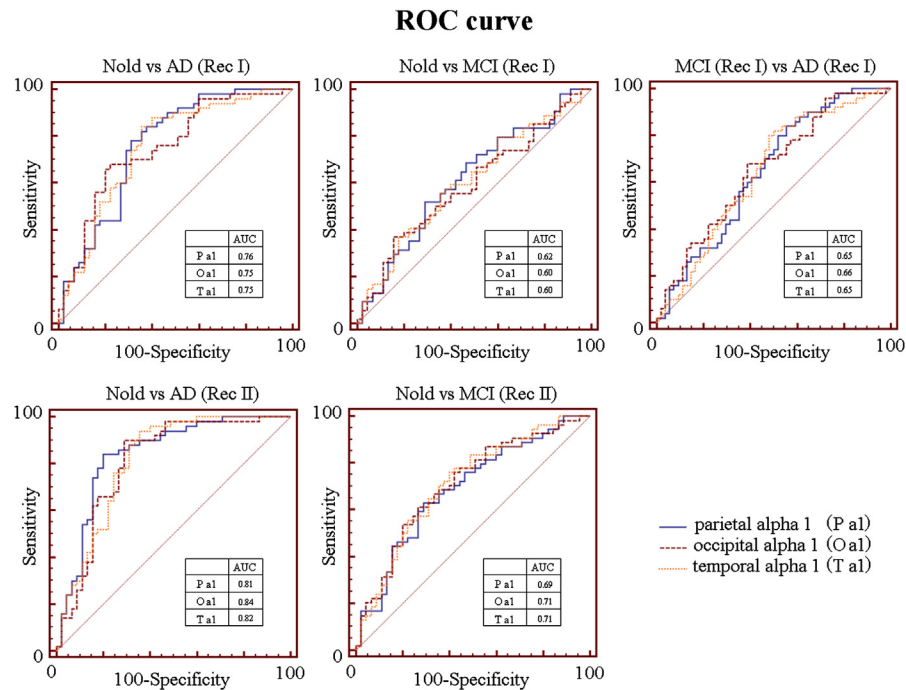 ROC curve
Nold vs AD (Rec I)
100
Sensitivity
0
AUC
P a1 0.76
O a1 0.75
T a1 0.75
0 100-Specificity 100
Nold vs MCI (Rec I)
100
Sensitivity
0
AUC
P a1 0.62
O a1 0.60
T a1 0.60
0 100-Specificity 100
MCI (Rec I) vs AD (Rec I)
100
Sensitivity
0
AUC
P a1 0.65
O a1 0.66
T a1 0.65
0 100-Specificity 100
Nold vs AD (Rec II)
100
Sensitivity
0
AUC
P a1 0.81
O a1 0.84
T a1 0.82
0 100-Specificity 100
Nold vs MCI (Rec II)
100
Sensitivity
0
AUC
P a1 0.69
O a1 0.71
T a1 0.71
0 100-Specificity 100
parietal alpha 1 (P a1)
occipital alpha 1 (O a1)
temporal alpha 1 (T a1)